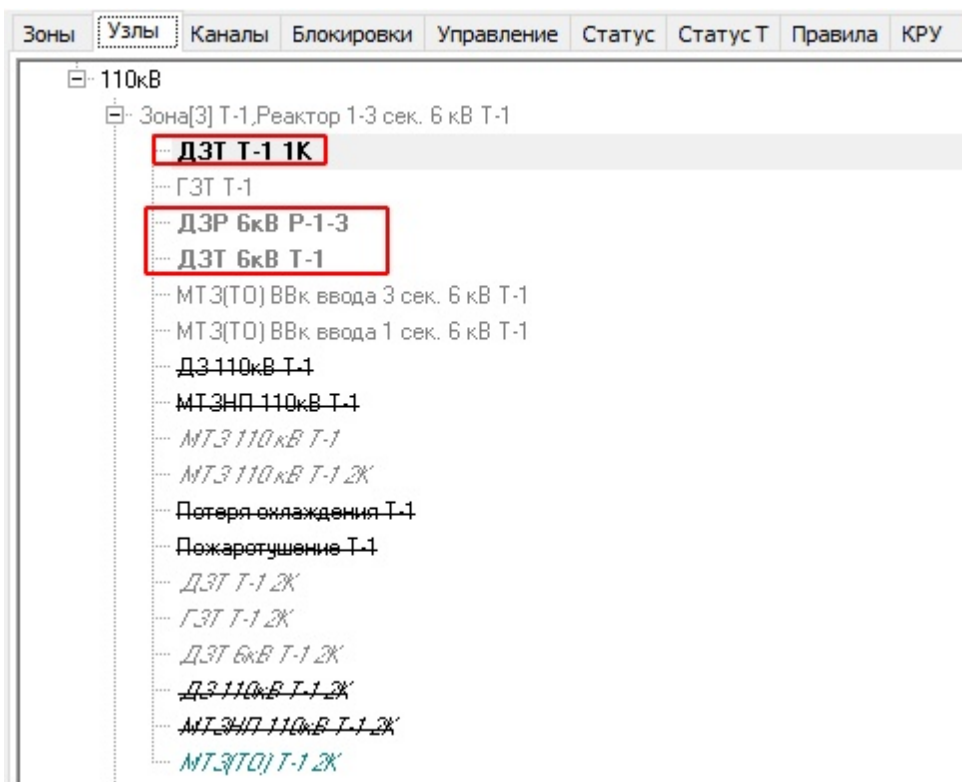 Зоны Узлы Каналы Блокировки Управление Статус Статус Т Правила КРУ
110кВ
Зона[3] Т-1,Реактор 1-3 сек. 6 кВ Т-1
ДЗТ Т-1 1К
ГЗТ Т-1
ДЗР 6кВ Р-1-3
ДЗТ 6кВ Т-1
МТЗ(ТО) ВВк ввода 3 сек. 6 кВ Т-1
МТЗ(ТО) ВВк ввода 1 сек. 6 кВ Т-1
ДЗ 110кВ Т-1
МТЗНП 110кВ Т-1
МТЗ 110 кВ Т-1
МТЗ 110 кВ Т-1 2К
Потеря охлаждения Т-1
Пожаротушение Т-1
ДЗТ Т-1 2К
ГЗТ Т-1 2К
ДЗТ 6кВ Т-1 2К
ДЗ 110кВ Т-1 2К
МТЗНП 110кВ Т-1 2К
МТЗ(ТО) Т-1 2К